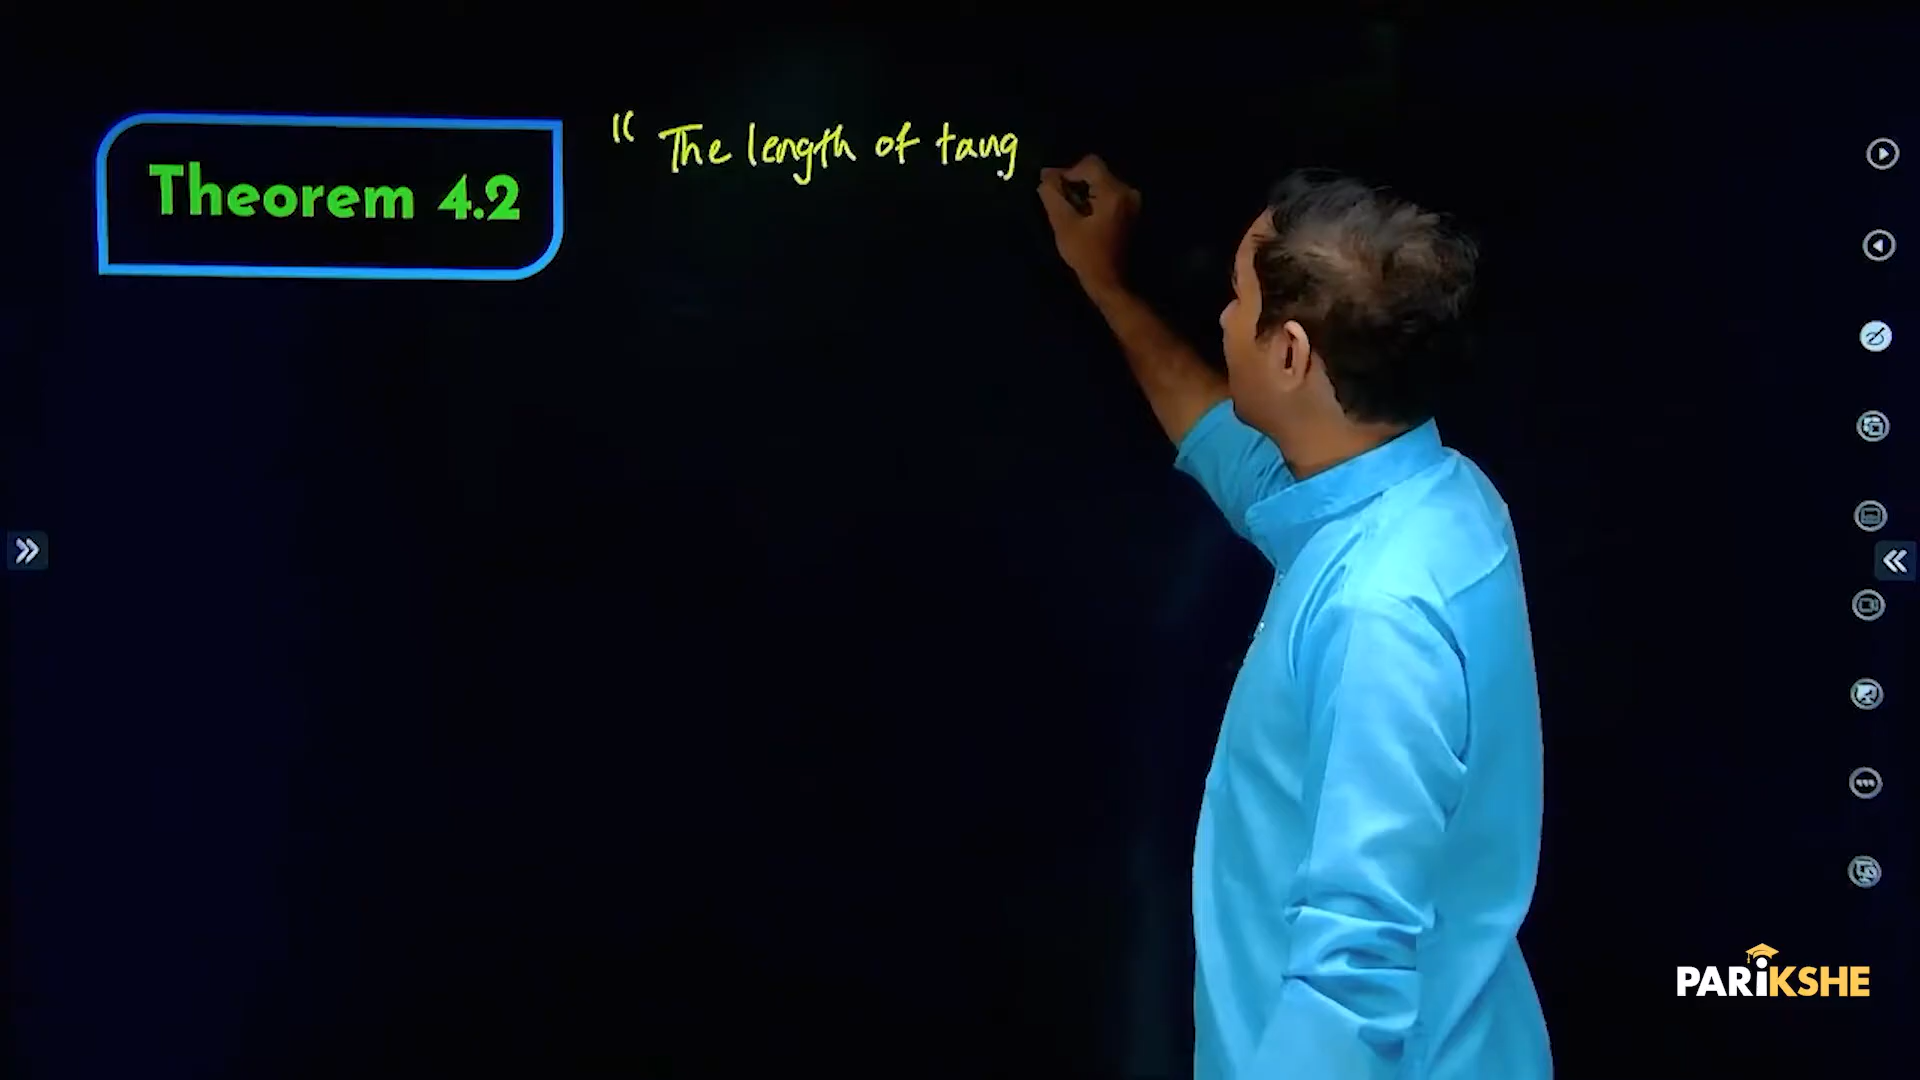 Theorem 4.2
" The length of tang
PARiKSHE